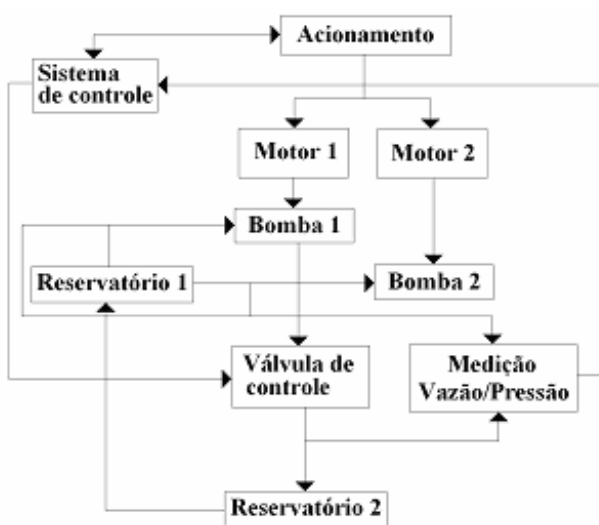 Acionamento
Sistema
de controle
Motor 1
Motor 2
Bomba 1
Reservatório 1
Bomba 2
Válvula de
controle
Medição
Vazão/Pressão
Reservatório 2